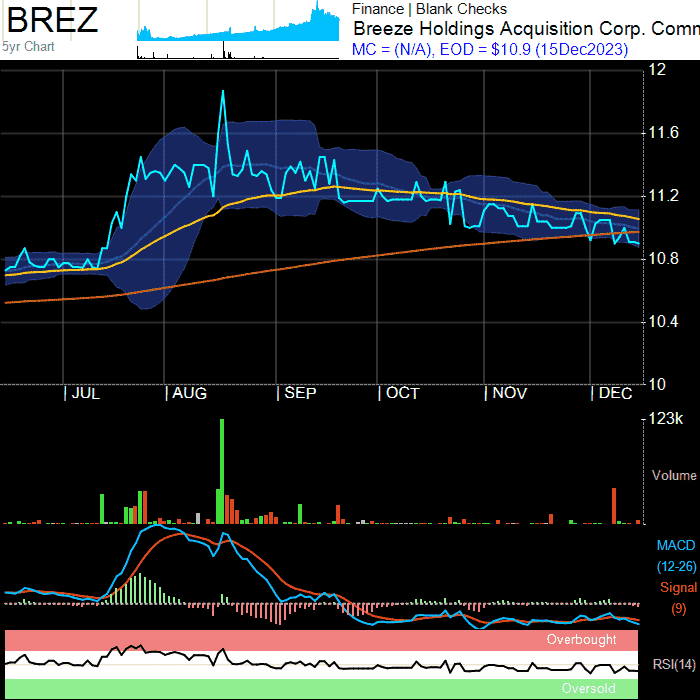 BREZ
5yr Chart
Finance | Blank Checks
Breeze Holdings Acquisition Corp. Comm
MC = (N/A), EOD = $10.9 (15Dec2023)
12
11.6
11.2
10.8
10.4
10
| JUL | AUG | SEP | OCT | NOV | DEC
123k
Volume
MACD
(12-26)
Signal
(9)
Overbought
RSI(14)
Oversold